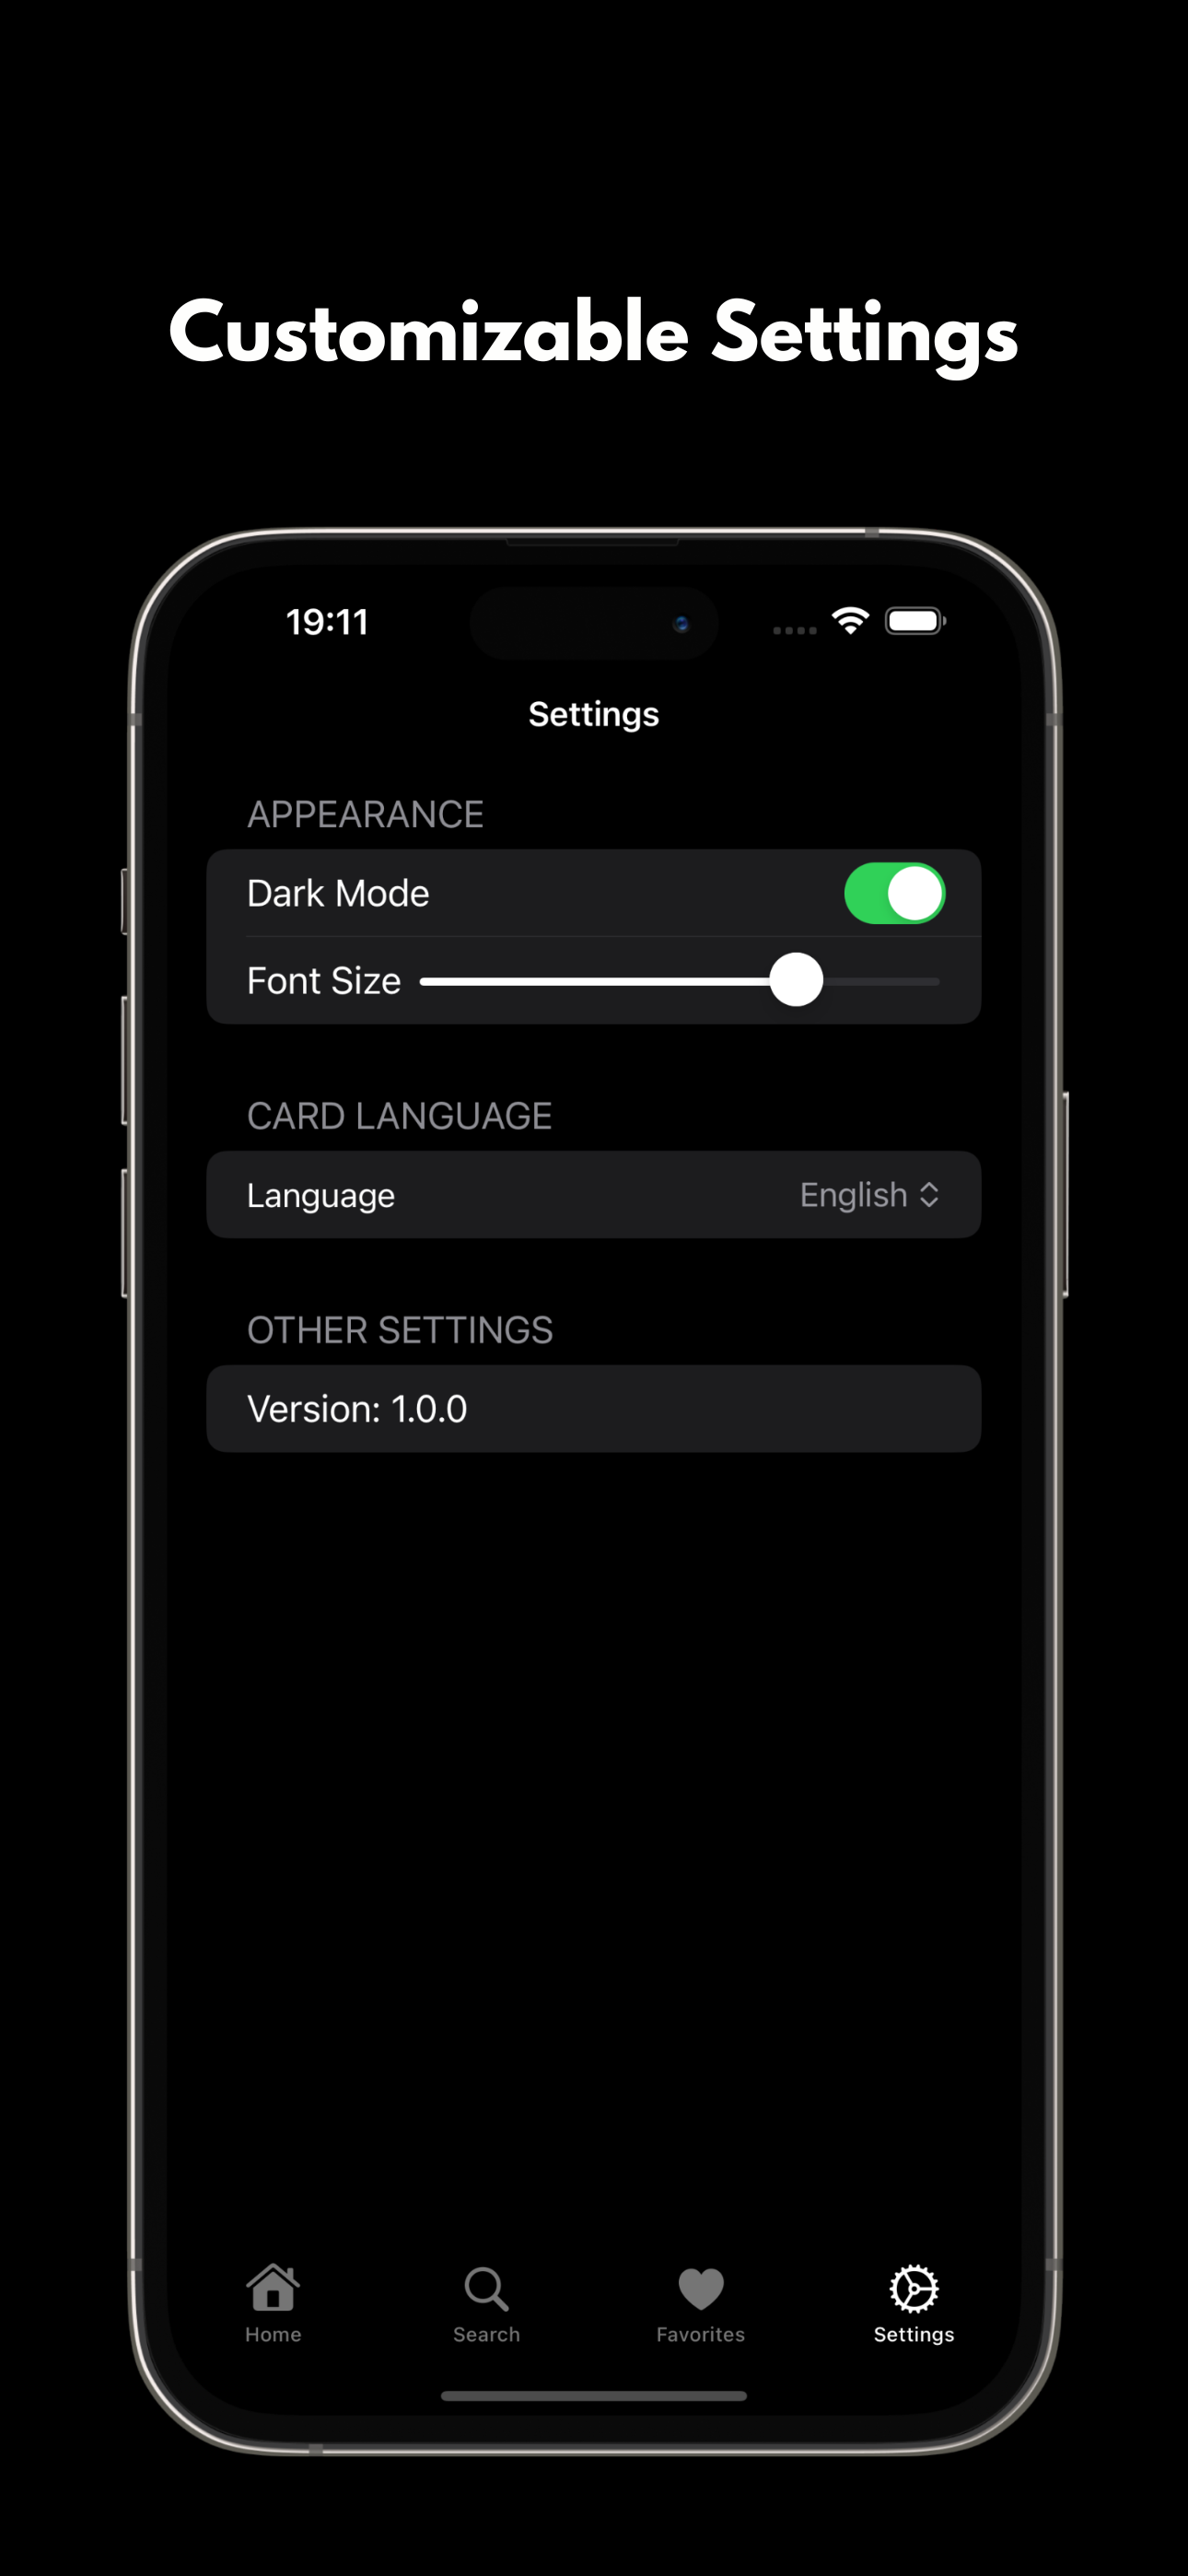 Customizable Settings
19:11
Settings
APPEARANCE
Dark Mode
Font Size
CARD LANGUAGE
Language English
OTHER SETTINGS
Version: 1.0.0
Home Search Favorites Settings